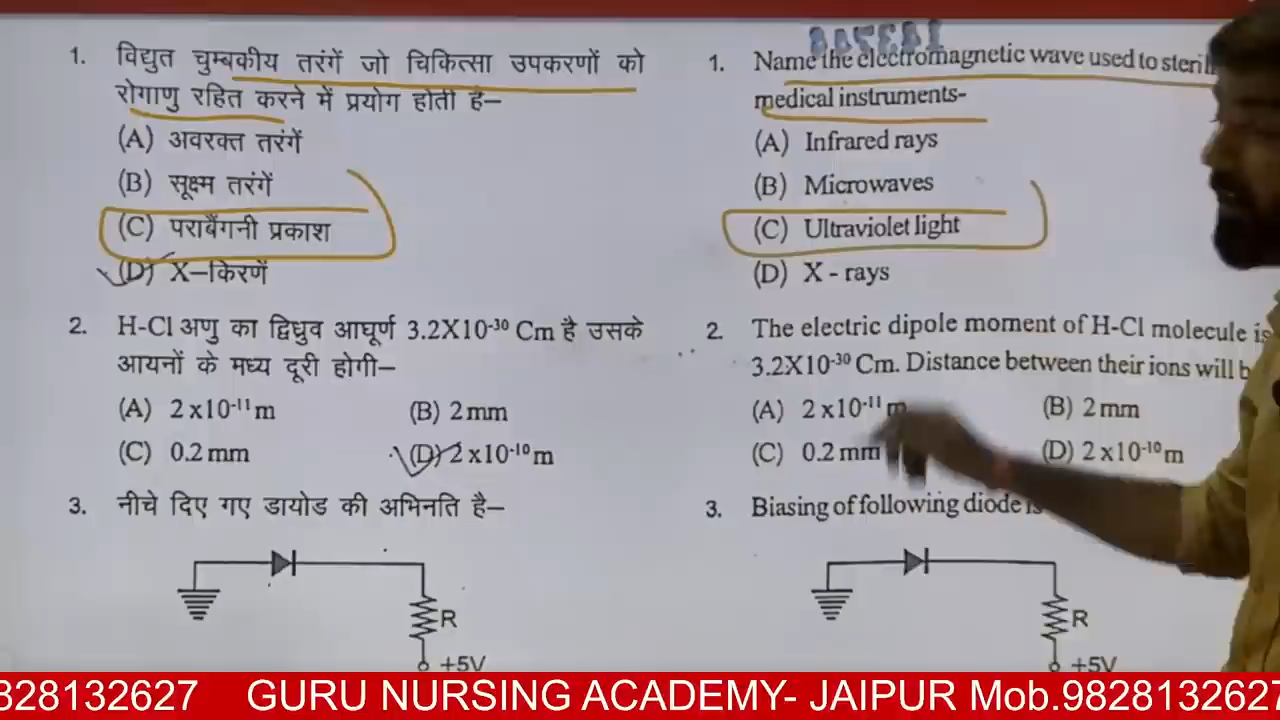 1. विद्युत चुम्बकीय तरंगें जो चिकित्सा उपकरणों को
रोगाणु रहित करने में प्रयोग होती है–
(A) अवरक्त तरंगें
(B) सूक्ष्म तरंगें
(C) पराबैंगनी प्रकाश
(D) X–किरणें
2. H-Cl अणु का द्विध्रुव आघूर्ण 3.2X10⁻³⁰ Cm है उसके
आयनों के मध्य दूरी होगी–
(A) 2 x10⁻¹¹ m (B) 2 mm
(C) 0.2 mm (D) 2 x10⁻¹⁰ m
3. नीचे दिए गए डायोड की अभिनति है–
R
+5V
1. Name the electromagnetic wave used to
medical instruments-
(A) Infrared rays
(B) Microwaves
(C) Ultraviolet light
(D) X - rays
2. The electric dipole moment of H-Cl molecule is
3.2X10⁻³⁰ Cm. Distance between their ions will
(A) 2 x10⁻¹¹ m (B) 2 mm
(C) 0.2 mm (D) 2 x10⁻¹⁰ m
3. Biasing of following diode is
R
+5V
828132627 GURU NURSING ACADEMY- JAIPUR Mob.9828132627